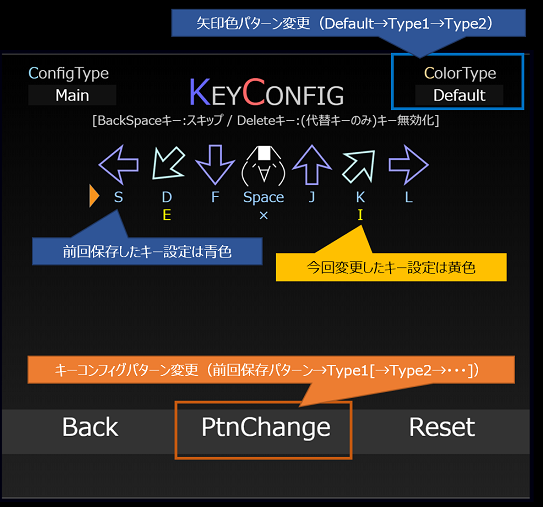 矢印色パターン変更（Default→Type1→Type2）
ConfigType
ColorType
Main
KEYCONFIG
Default
[BackSpaceキー:スキップ / Deleteキー:(代替キーのみ)キー無効化]
S D F Space J K L
E × I
前回保存したキー設定は青色
今回変更したキー設定は黄色
キーコンフィグパターン変更（前回保存パターン→Type1[→Type2→・・・]）
Back PtnChange Reset